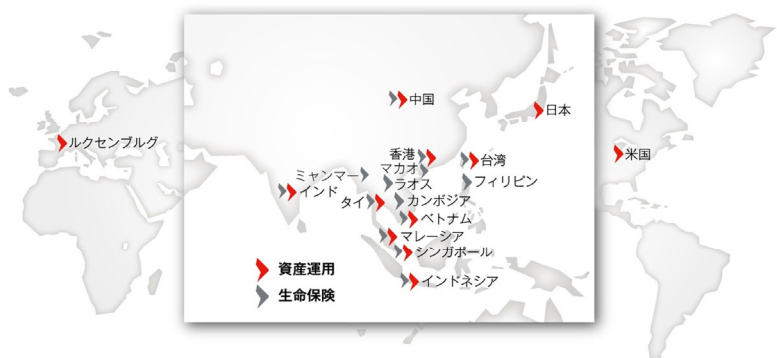 中国
日本
ルクセンブルグ
香港
台湾
米国
マカオ
ミャンマー
ラオス
フィリピン
インド
タイ
カンボジア
ベトナム
マレーシア
シンガポール
資産運用
インドネシア
生命保険